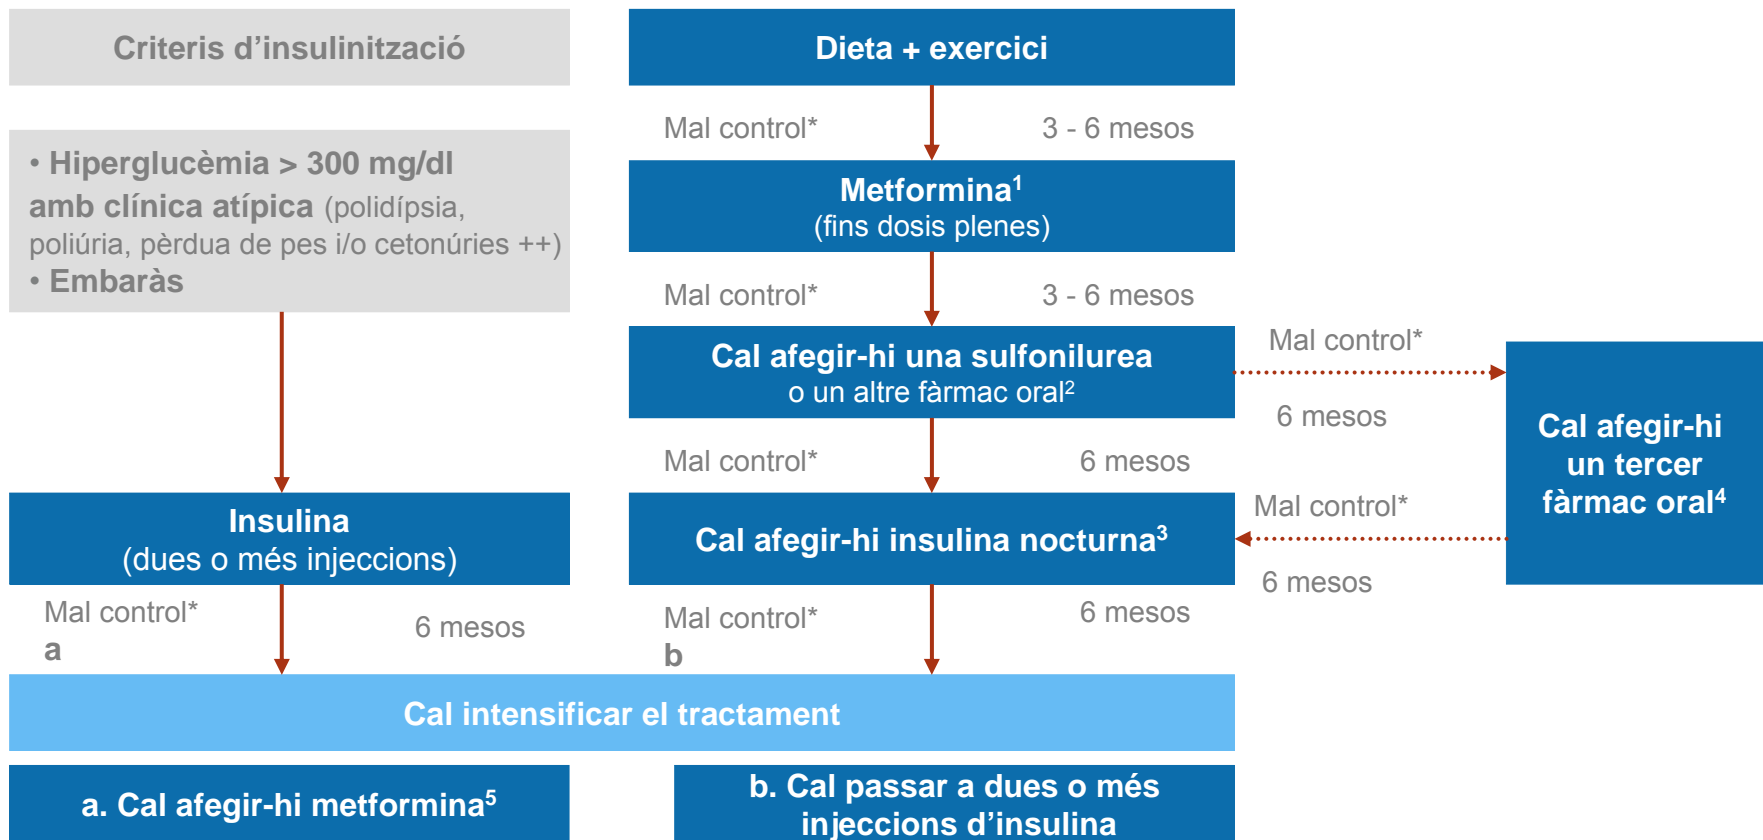 Criteris d’insulinització
• Hiperglucèmia > 300 mg/dl
amb clínica atípica (polidípsia,
poliúria, pèrdua de pes i/o cetonúries ++)
• Embaràs
Insulina
(dues o més injeccions)
Mal control*
a
6 mesos
Dieta + exercici
Mal control*
3 - 6 mesos
Metformina¹
(fins dosis plenes)
Mal control*
3 - 6 mesos
Cal afegir-hi una sulfonilurea
o un altre fàrmac oral²
Mal control*
6 mesos
Mal control*
6 mesos
Cal afegir-hi
un tercer
fàrmac oral⁴
Mal control*
6 mesos
Cal afegir-hi insulina nocturna³
Mal control*
b
6 mesos
Cal intensificar el tractament
a. Cal afegir-hi metformina⁵
b. Cal passar a dues o més
injeccions d’insulina